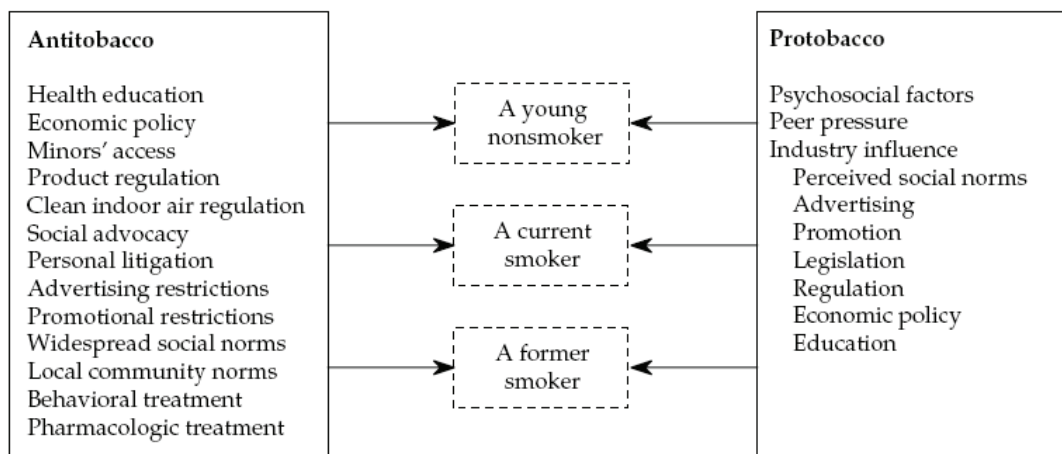 Antitobacco
Health education
Economic policy
Minors’ access
Product regulation
Clean indoor air regulation
Social advocacy
Personal litigation
Advertising restrictions
Promotional restrictions
Widespread social norms
Local community norms
Behavioral treatment
Pharmacologic treatment
A young
nonsmoker
A current
smoker
A former
smoker
Protobacco
Psychosocial factors
Peer pressure
Industry influence
Perceived social norms
Advertising
Promotion
Legislation
Regulation
Economic policy
Education